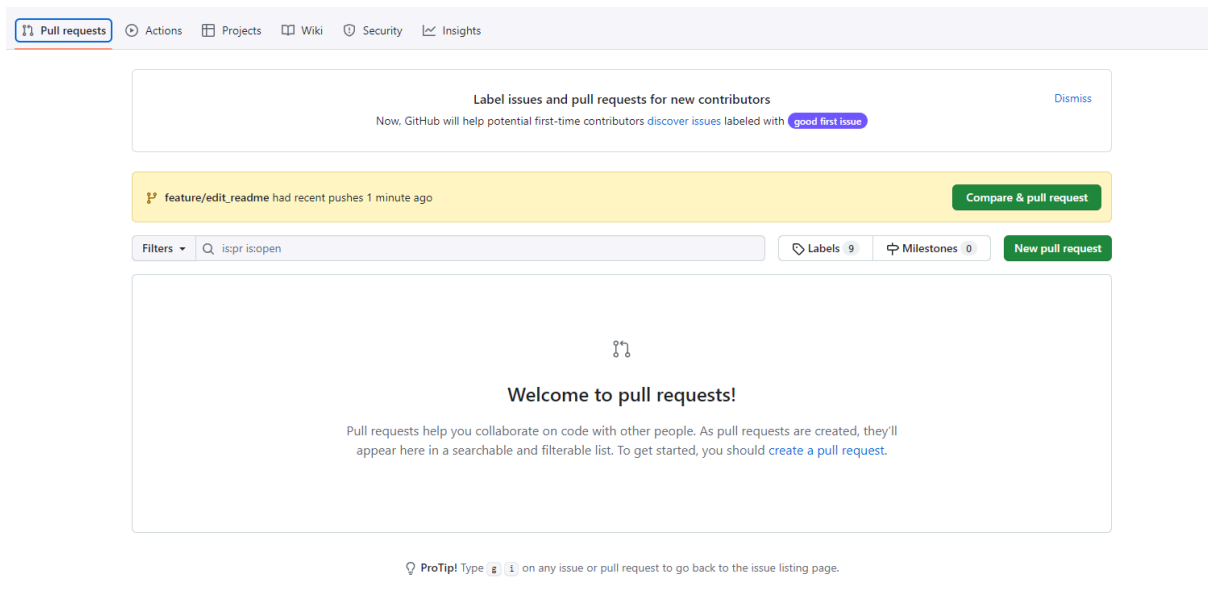 Pull requests Actions Projects Wiki Security Insights
Label issues and pull requests for new contributors
Dismiss
Now, GitHub will help potential first-time contributors discover issues labeled with good first issue
feature/edit_readme had recent pushes 1 minute ago
Compare & pull request
Filters is:pr is:open Labels 9 Milestones 0 New pull request
Welcome to pull requests!
Pull requests help you collaborate on code with other people. As pull requests are created, they'll
appear here in a searchable and filterable list. To get started, you should create a pull request.
ProTip! Type g i on any issue or pull request to go back to the issue listing page.